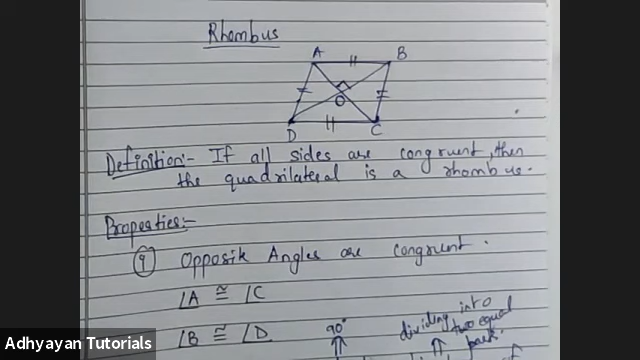 Rhombus
A
B
O
D
C
Definition:- If all sides are congruent, then
the quadrilateral is a rhombus.
Properties:-
Opposite Angles are congruent.
∠A ≅ ∠C
∠B ≅ ∠D
90°
dividing into
two equal
parts.
Adhyayan Tutorials